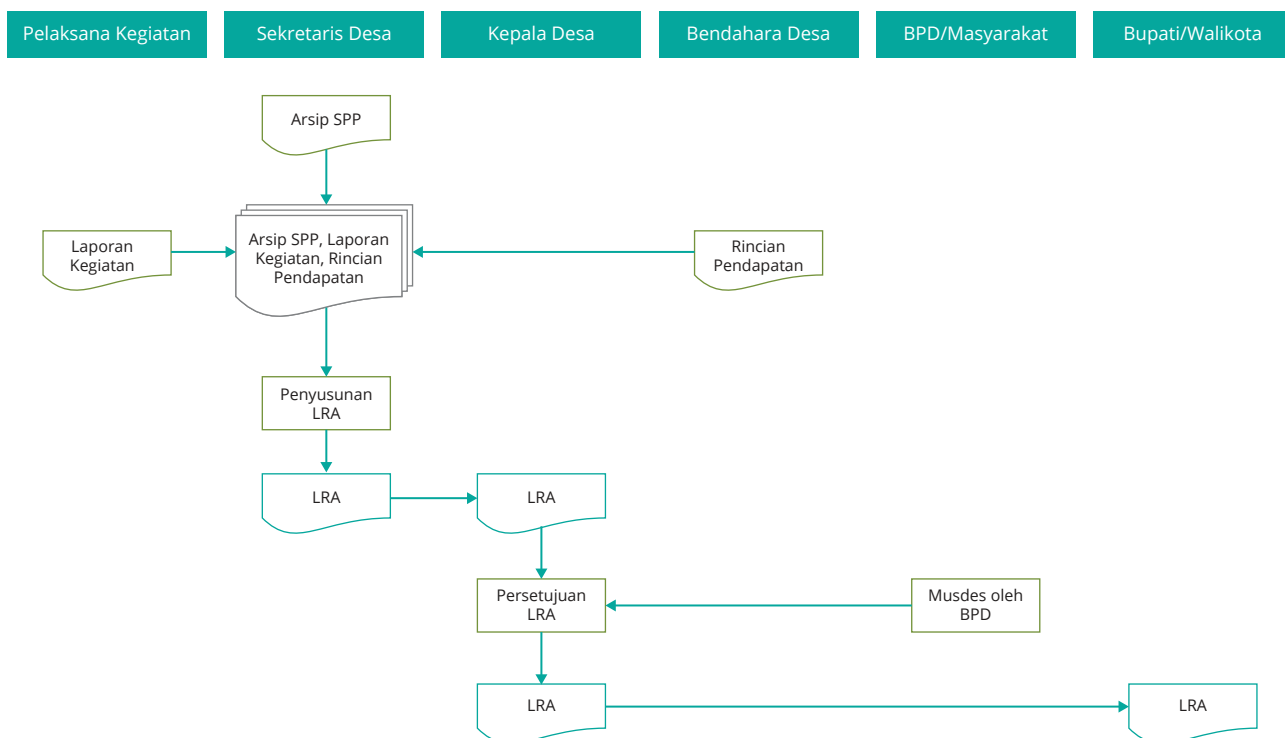 Pelaksana Kegiatan
Sekretaris Desa
Kepala Desa
Bendahara Desa
BPD/Masyarakat
Bupati/Walikota
Arsip SPP
Laporan
Kegiatan
Arsip SPP, Laporan
Kegiatan, Rincian
Pendapatan
Rincian
Pendapatan
Penyusunan
LRA
LRA
LRA
Persetujuan
LRA
Musdes oleh
BPD
LRA
LRA